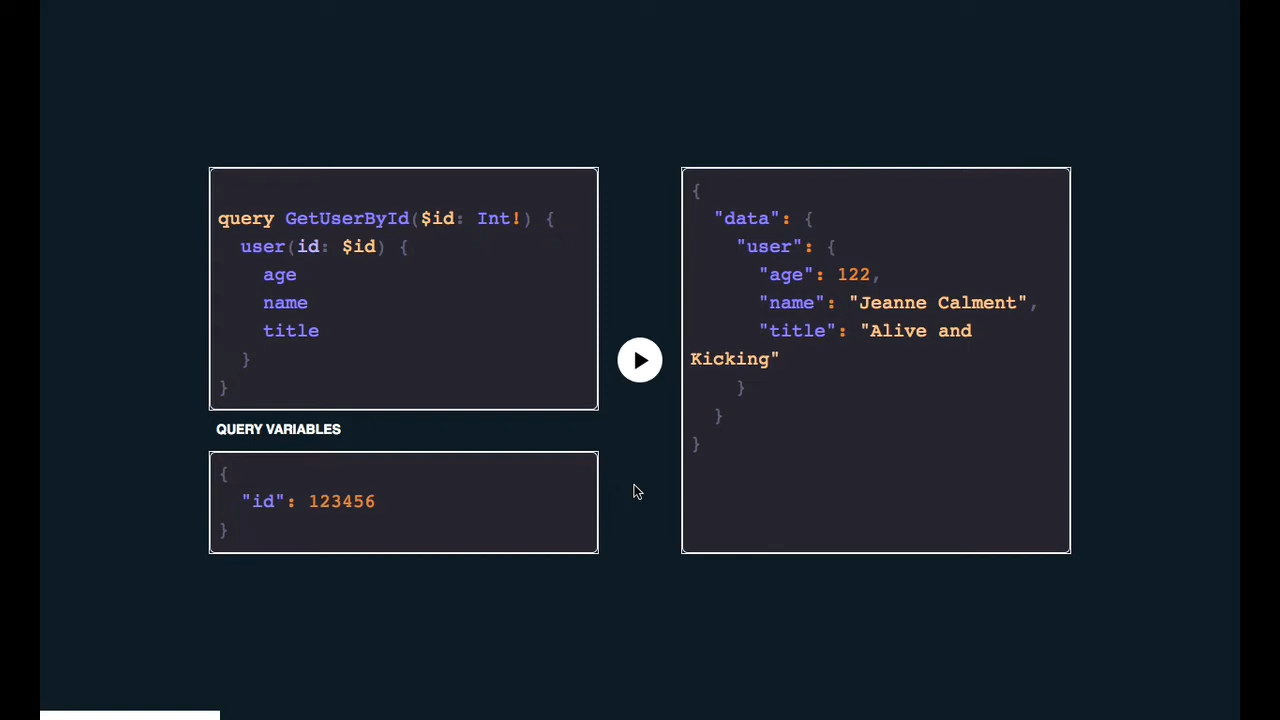 query GetUserById($id: Int!) {
  user(id: $id) {
    age
    name
    title
  }
}
QUERY VARIABLES
{
  "id": 123456
}
{
  "data": {
    "user": {
      "age": 122,
      "name": "Jeanne Calment",
      "title": "Alive and
Kicking"
    }
  }
}